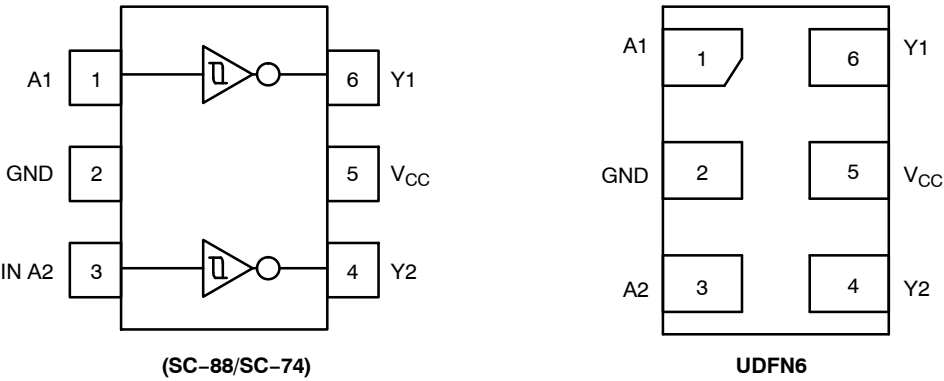 A1 1 6 Y1
GND 2 5 VCC
IN A2 3 4 Y2
(SC−88/SC−74)
A1 1 6 Y1
GND 2 5 VCC
A2 3 4 Y2
UDFN6